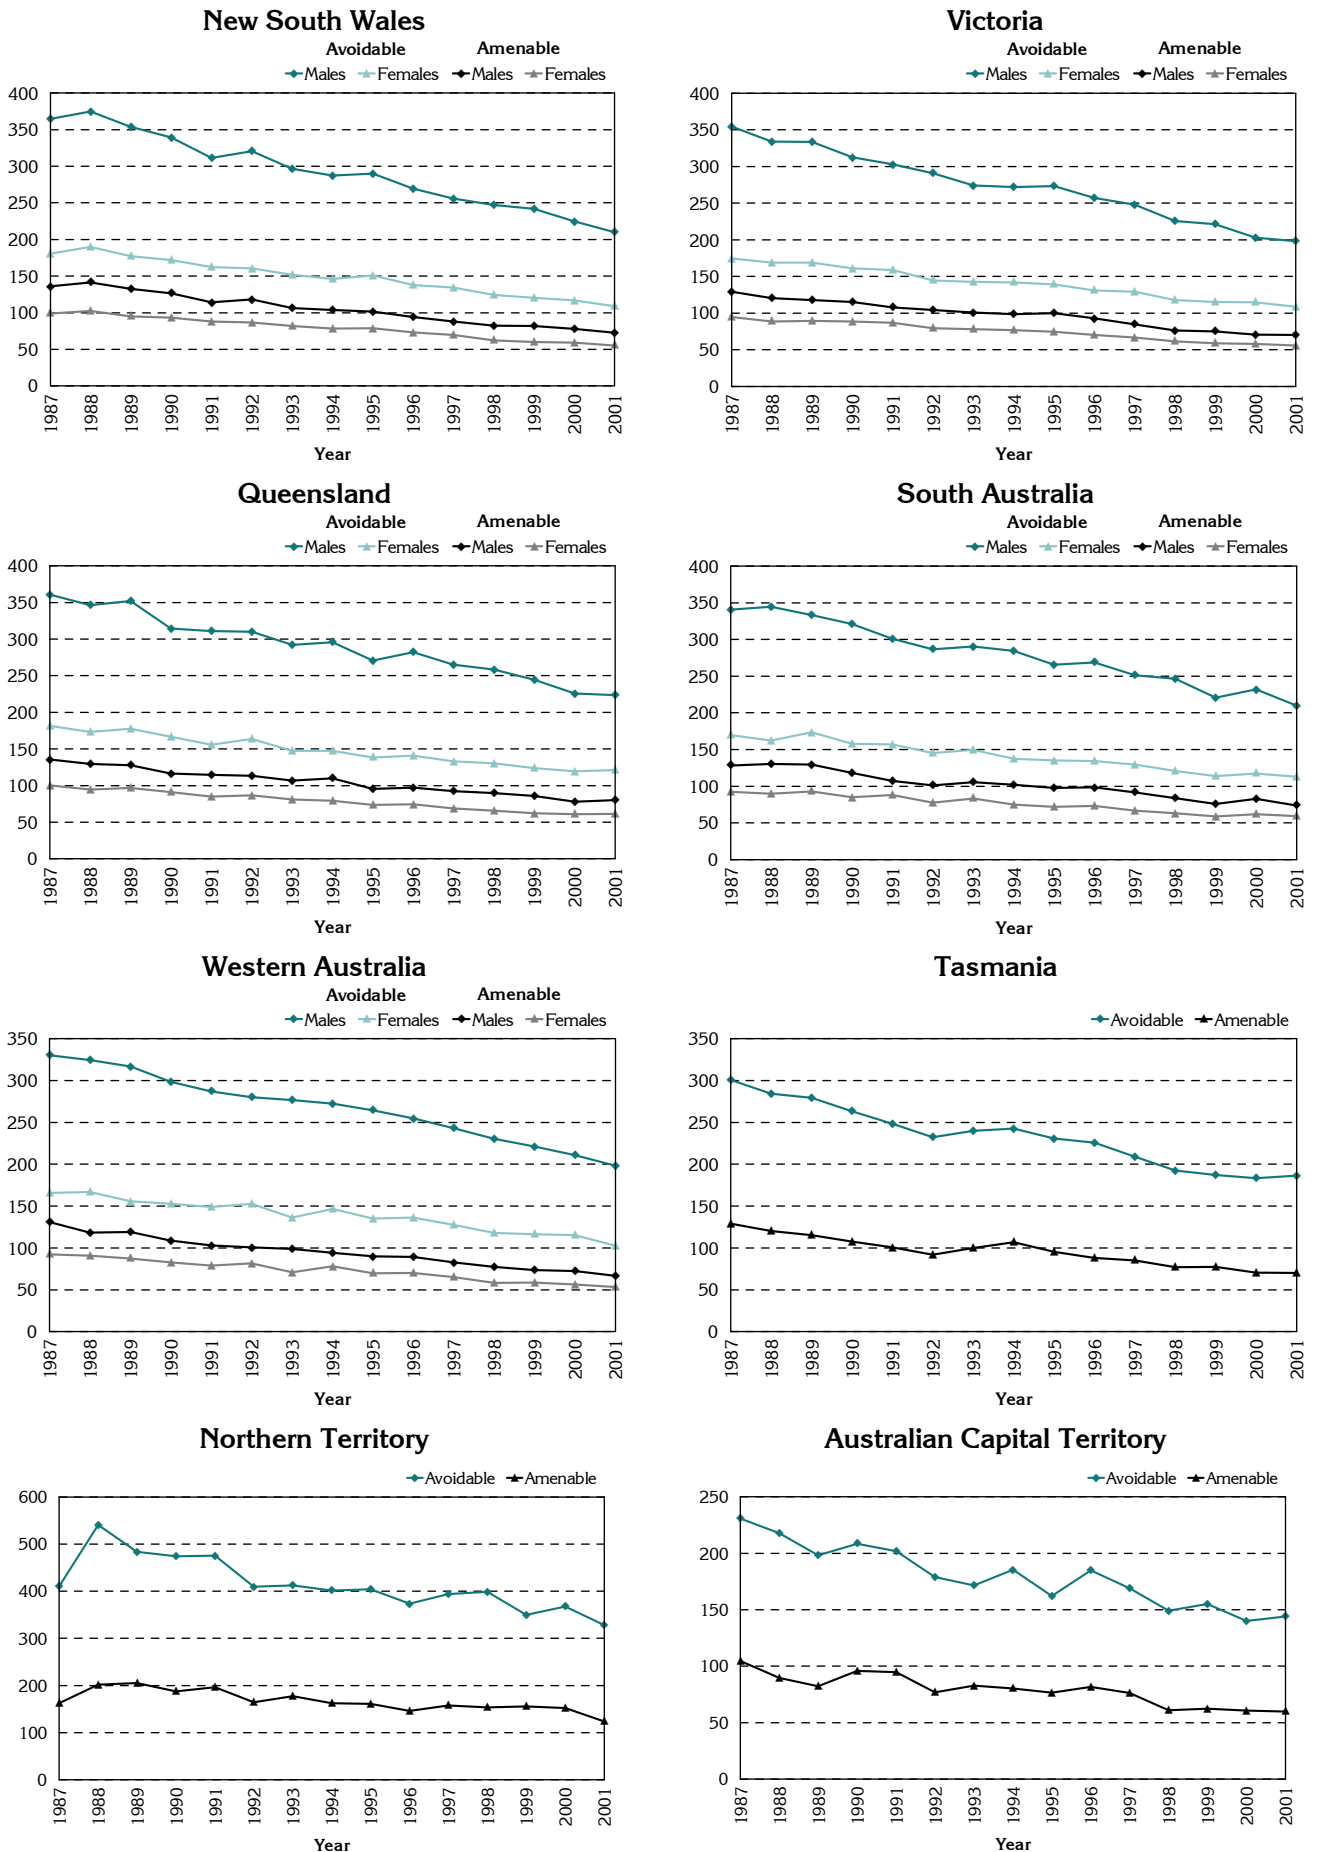 New South Wales
Avoidable Amenable
Males Females Males Females
400
350
300
250
200
150
100
50
0
1987 1988 1989 1990 1991 1992 1993 1994 1995 1996 1997 1998 1999 2000 2001
Year
Victoria
Avoidable Amenable
Males Females Males Females
400
350
300
250
200
150
100
50
0
1987 1988 1989 1990 1991 1992 1993 1994 1995 1996 1997 1998 1999 2000 2001
Year
Queensland
Avoidable Amenable
Males Females Males Females
400
350
300
250
200
150
100
50
0
1987 1988 1989 1990 1991 1992 1993 1994 1995 1996 1997 1998 1999 2000 2001
Year
South Australia
Avoidable Amenable
Males Females Males Females
400
350
300
250
200
150
100
50
0
1987 1988 1989 1990 1991 1992 1993 1994 1995 1996 1997 1998 1999 2000 2001
Year
Western Australia
Avoidable Amenable
Males Females Males Females
350
300
250
200
150
100
50
0
1987 1988 1989 1990 1991 1992 1993 1994 1995 1996 1997 1998 1999 2000 2001
Year
Tasmania
Avoidable Amenable
350
300
250
200
150
100
50
0
1987 1988 1989 1990 1991 1992 1993 1994 1995 1996 1997 1998 1999 2000 2001
Year
Northern Territory
Avoidable Amenable
600
500
400
300
200
100
0
1987 1988 1989 1990 1991 1992 1993 1994 1995 1996 1997 1998 1999 2000 2001
Year
Australian Capital Territory
Avoidable Amenable
250
200
150
100
50
0
1987 1988 1989 1990 1991 1992 1993 1994 1995 1996 1997 1998 1999 2000 2001
Year